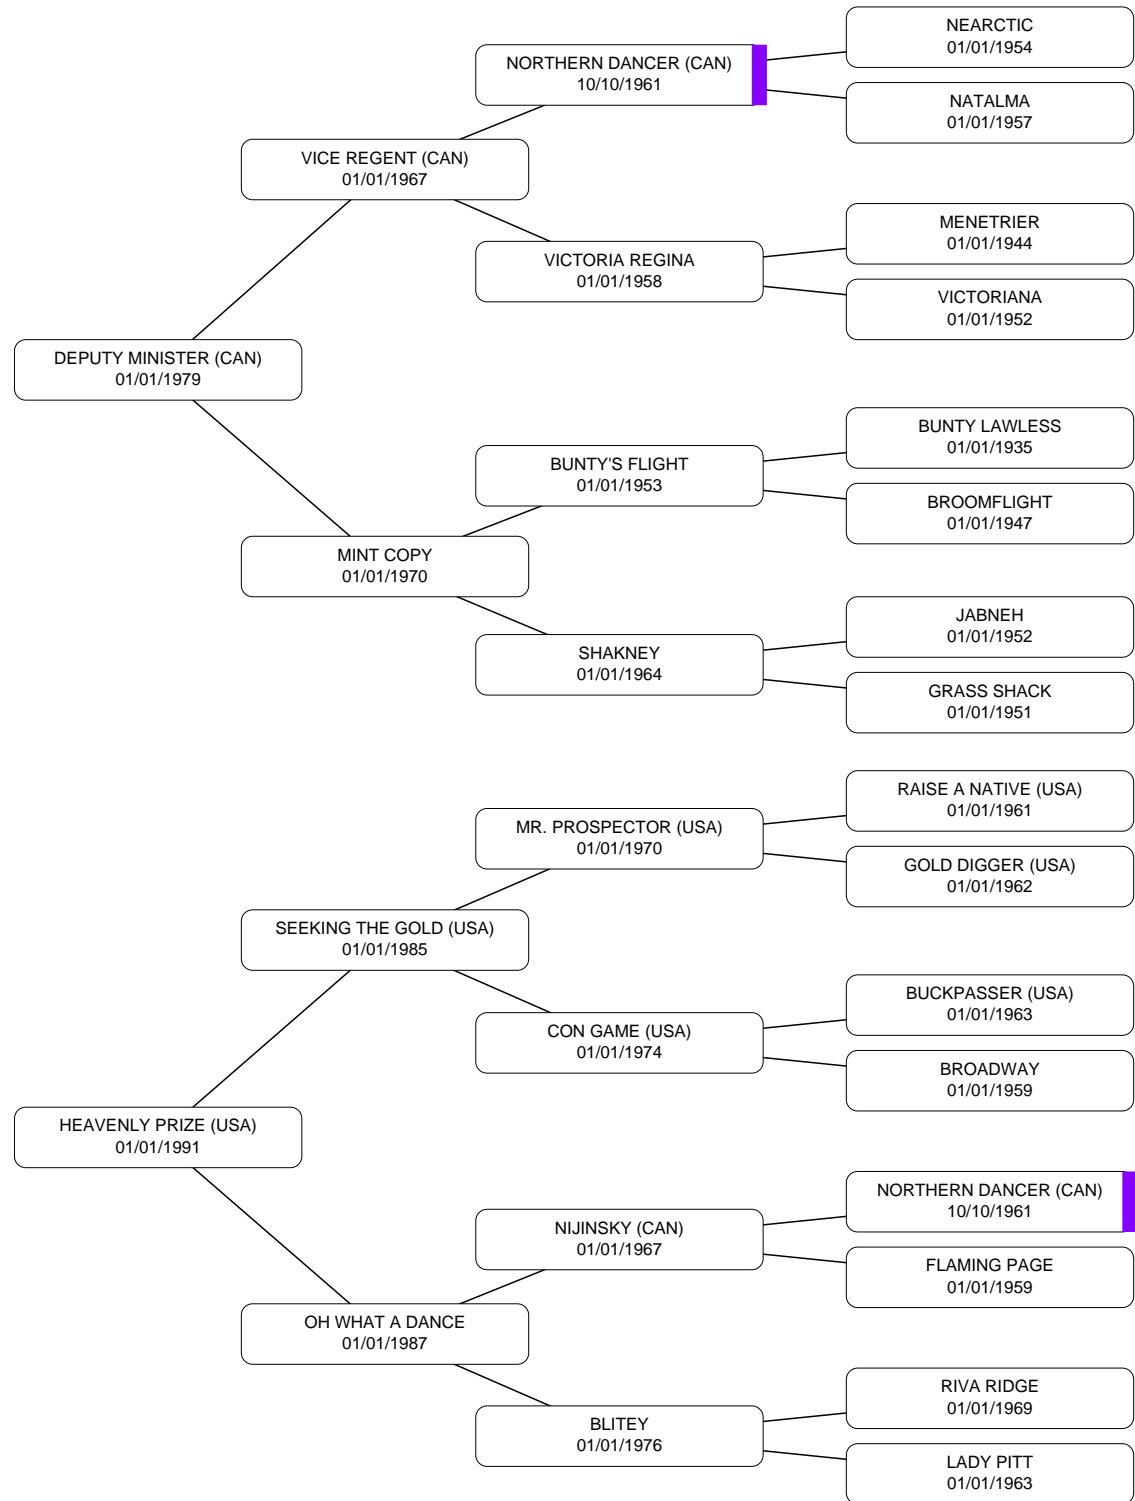 NEARCTIC
01/01/1954
NORTHERN DANCER (CAN)
10/10/1961
NATALMA
01/01/1957
VICE REGENT (CAN)
01/01/1967
MENETRIER
01/01/1944
VICTORIA REGINA
01/01/1958
VICTORIANA
01/01/1952
DEPUTY MINISTER (CAN)
01/01/1979
BUNTY LAWLESS
01/01/1935
BUNTY'S FLIGHT
01/01/1953
BROOMFLIGHT
01/01/1947
MINT COPY
01/01/1970
JABNEH
01/01/1952
SHAKNEY
01/01/1964
GRASS SHACK
01/01/1951
RAISE A NATIVE (USA)
01/01/1961
MR. PROSPECTOR (USA)
01/01/1970
GOLD DIGGER (USA)
01/01/1962
SEEKING THE GOLD (USA)
01/01/1985
BUCKPASSER (USA)
01/01/1963
CON GAME (USA)
01/01/1974
BROADWAY
01/01/1959
HEAVENLY PRIZE (USA)
01/01/1991
NORTHERN DANCER (CAN)
10/10/1961
NIJINSKY (CAN)
01/01/1967
FLAMING PAGE
01/01/1959
OH WHAT A DANCE
01/01/1987
RIVA RIDGE
01/01/1969
BLITEY
01/01/1976
LADY PITT
01/01/1963